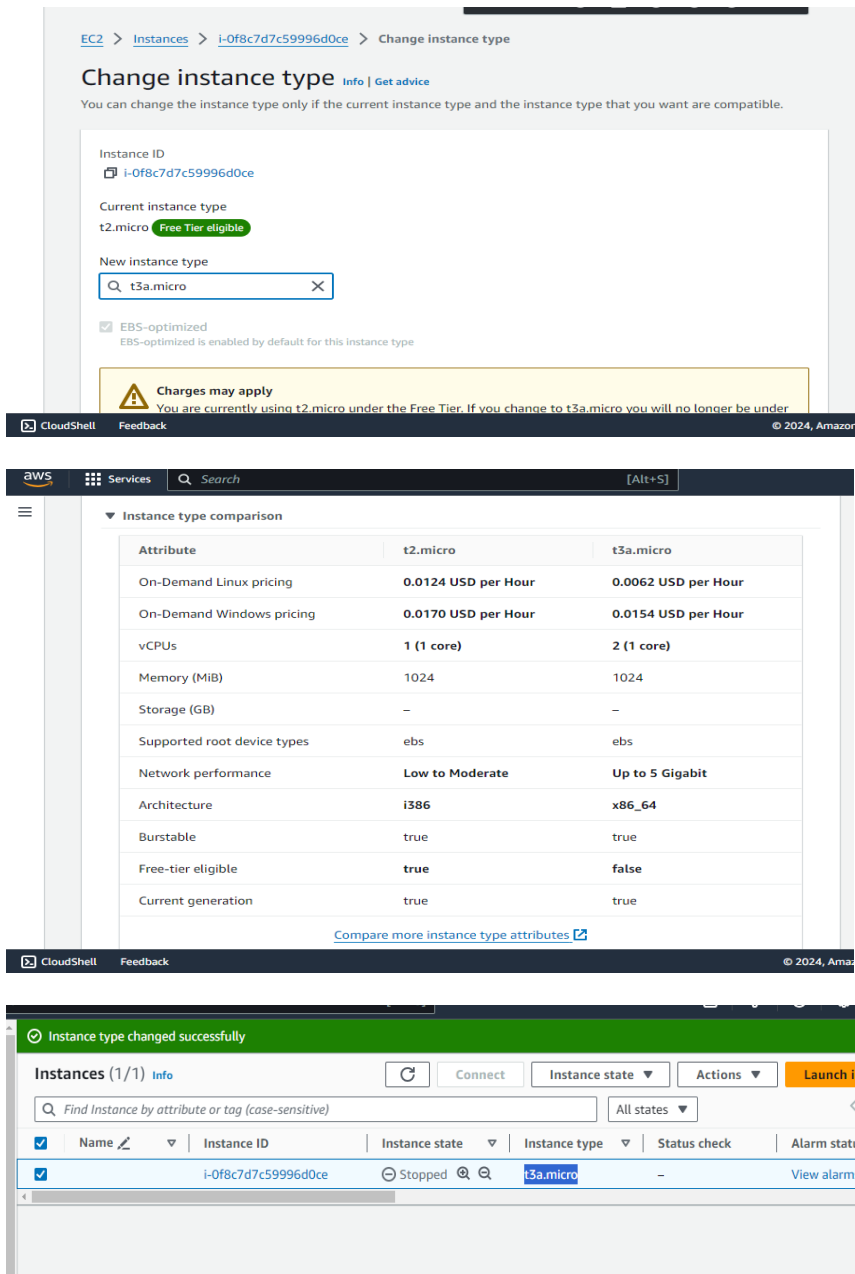 EC2 > Instances > i-0f8c7d7c59996d0ce > Change instance type
Change instance type Info | Get advice
You can change the instance type only if the current instance type and the instance type that you want are compatible.
Instance ID
i-0f8c7d7c59996d0ce
Current instance type
t2.micro Free Tier eligible
New instance type
t3a.micro
EBS-optimized
EBS-optimized is enabled by default for this instance type
Charges may apply
You are currently using t2.micro under the Free Tier. If you change to t3a.micro you will no longer be under
CloudShell Feedback © 2024, Amazon
aws Services Search [Alt+S]
Instance type comparison
Attribute t2.micro t3a.micro
On-Demand Linux pricing 0.0124 USD per Hour 0.0062 USD per Hour
On-Demand Windows pricing 0.0170 USD per Hour 0.0154 USD per Hour
vCPUs 1 (1 core) 2 (1 core)
Memory (MiB) 1024 1024
Storage (GB) – –
Supported root device types ebs ebs
Network performance Low to Moderate Up to 5 Gigabit
Architecture i386 x86_64
Burstable true true
Free-tier eligible true false
Current generation true true
Compare more instance type attributes
CloudShell Feedback © 2024, Amaz
Instance type changed successfully
Instances (1/1) Info Connect Instance state Actions Launch i
Find Instance by attribute or tag (case-sensitive) All states
Name Instance ID Instance state Instance type Status check Alarm statu
i-0f8c7d7c59996d0ce Stopped t3a.micro – View alarm